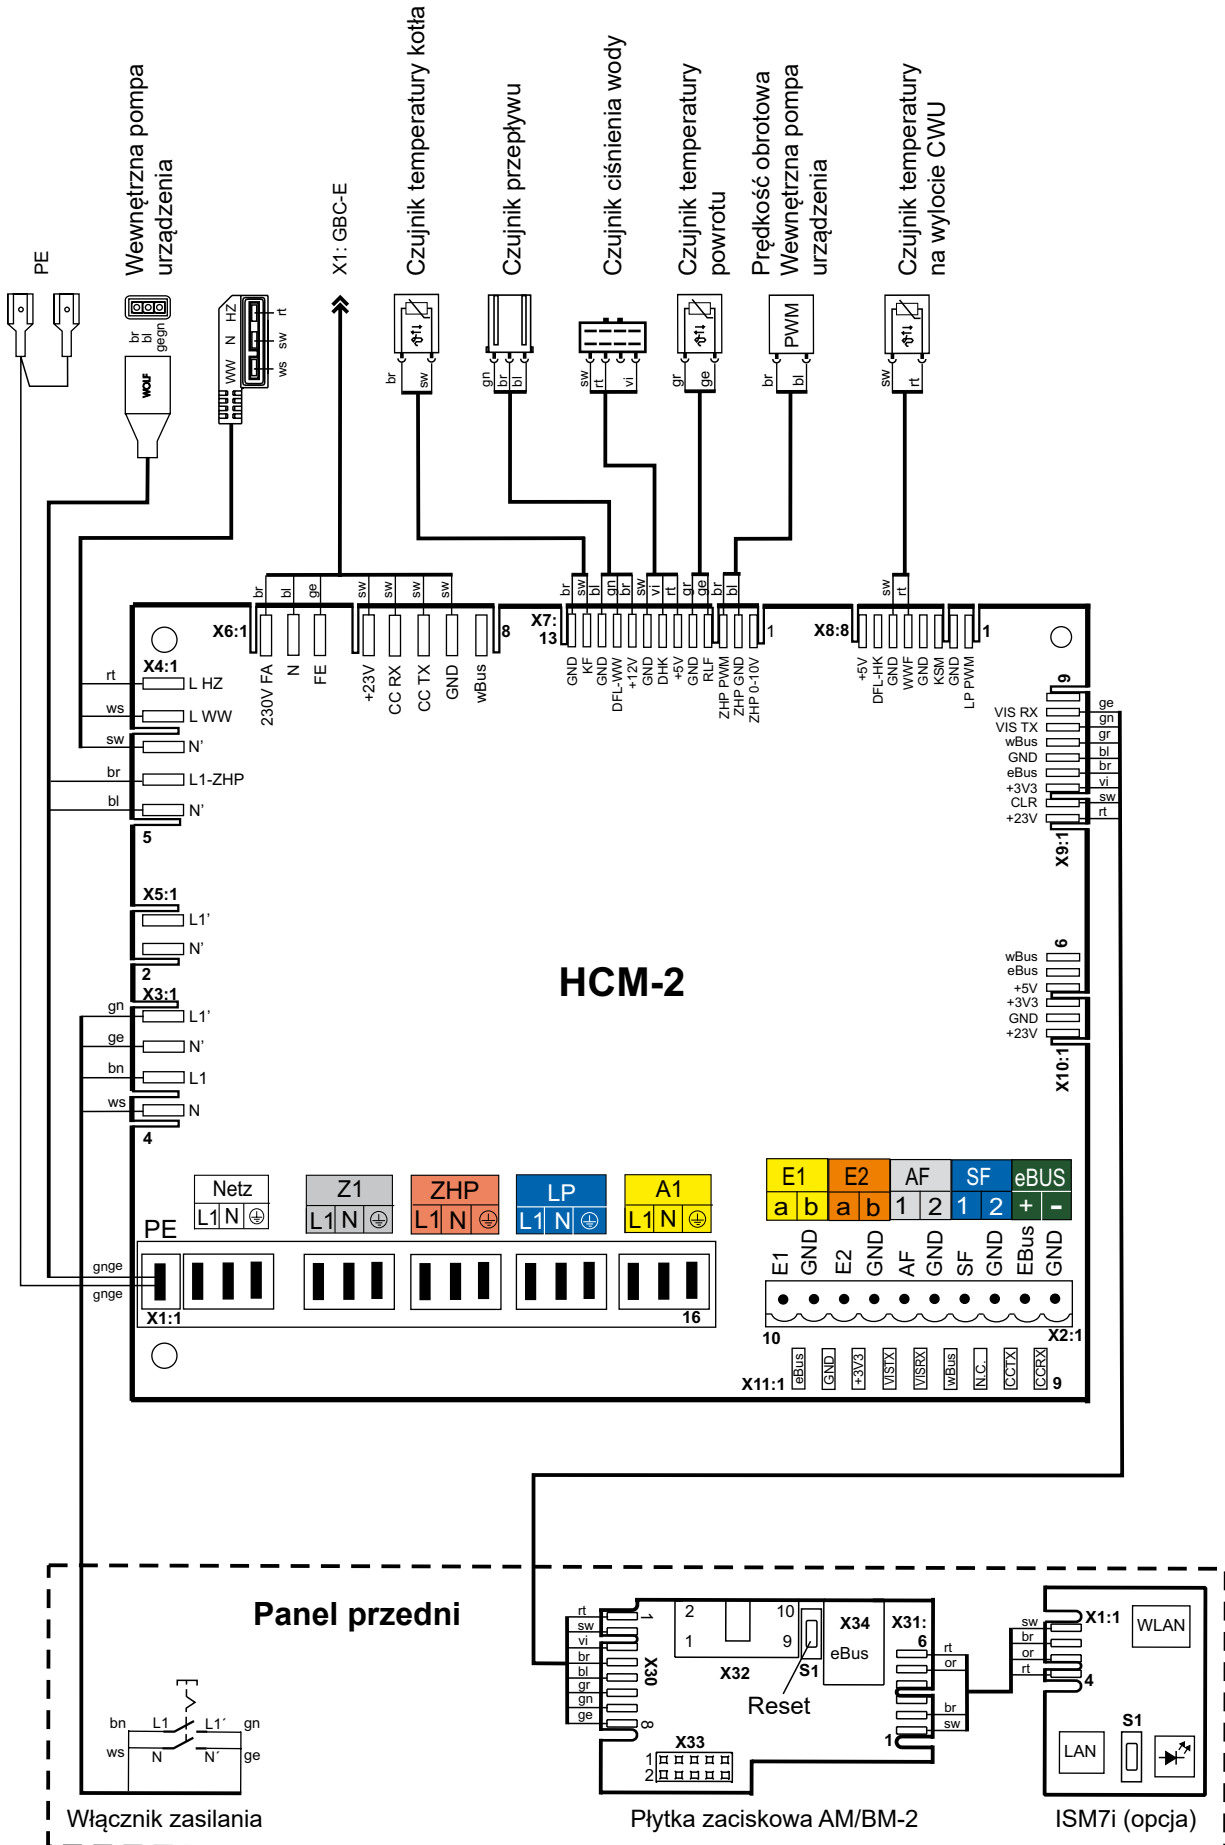 PE
Wewnętrzna pompa
urządzenia
X1: GBC-E
Czujnik temperatury kotła
Czujnik przepływu
Czujnik ciśnienia wody
Czujnik temperatury
powrotu
Prędkość obrotowa
Wewnętrzna pompa
urządzenia
Czujnik temperatury
na wylocie CWU
br
bl
gegn
WOLF
WW N HZ
ws sw rt
br sw
gn br bl
sw rt vi
gr ge
PWM
br bl
sw rt
br bl ge sw sw sw sw
br sw bl gn br sw vi rt gr ge br bl
sw rt
X6:1
8
X7:
13
1
X8:8
1
230V FA
N
FE
+23V
CC RX
CC TX
GND
wBus
GND
KF
GND
DFL-WW
+12V
GND
DHK
+5V
GND
RLF
ZHP PWM
ZHP GND
ZHP 0-10V
+5V
DFL-HK
GND
WWF
GND
KSM
GND
LP PWM
X4:1
rt L HZ
ws L WW
sw N'
br L1-ZHP
bl N'
5
X5:1
L1'
N'
2
X3:1
gn L1'
ge N'
bn L1
ws N
4
9
VIS RX ge
VIS TX gn
wBus gr
GND bl
eBus br
+3V3 vi
CLR sw
+23V rt
X9:1
6
wBus
eBus
+5V
+3V3
GND
+23V
X10:1
HCM-2
Netz
L1 N
Z1
L1 N
ZHP
L1 N
LP
L1 N
A1
L1 N
PE
gnge
gnge
X1:1
16
E1 E2 AF SF eBUS
a b a b 1 2 1 2 + -
E1 GND E2 GND AF GND SF GND EBus GND
10
X2:1
X11:1 eBus GND +3V3 VISTX VISRX wBus N.C. CCTX CCRX 9
Panel przedni
bn L1 L1´ gn
ws N N´ ge
Włącznik zasilania
rt
sw
vi
br
bl
gr
gn
ge
1
X30
8
2 10
1 9
X32
S1
Reset
X34
eBus
X31:
6
rt
or
br
sw
1
X33
1
2
Płytka zaciskowa AM/BM-2
sw
br
or
rt
X1:1
4
WLAN
S1
LAN
ISM7i (opcja)